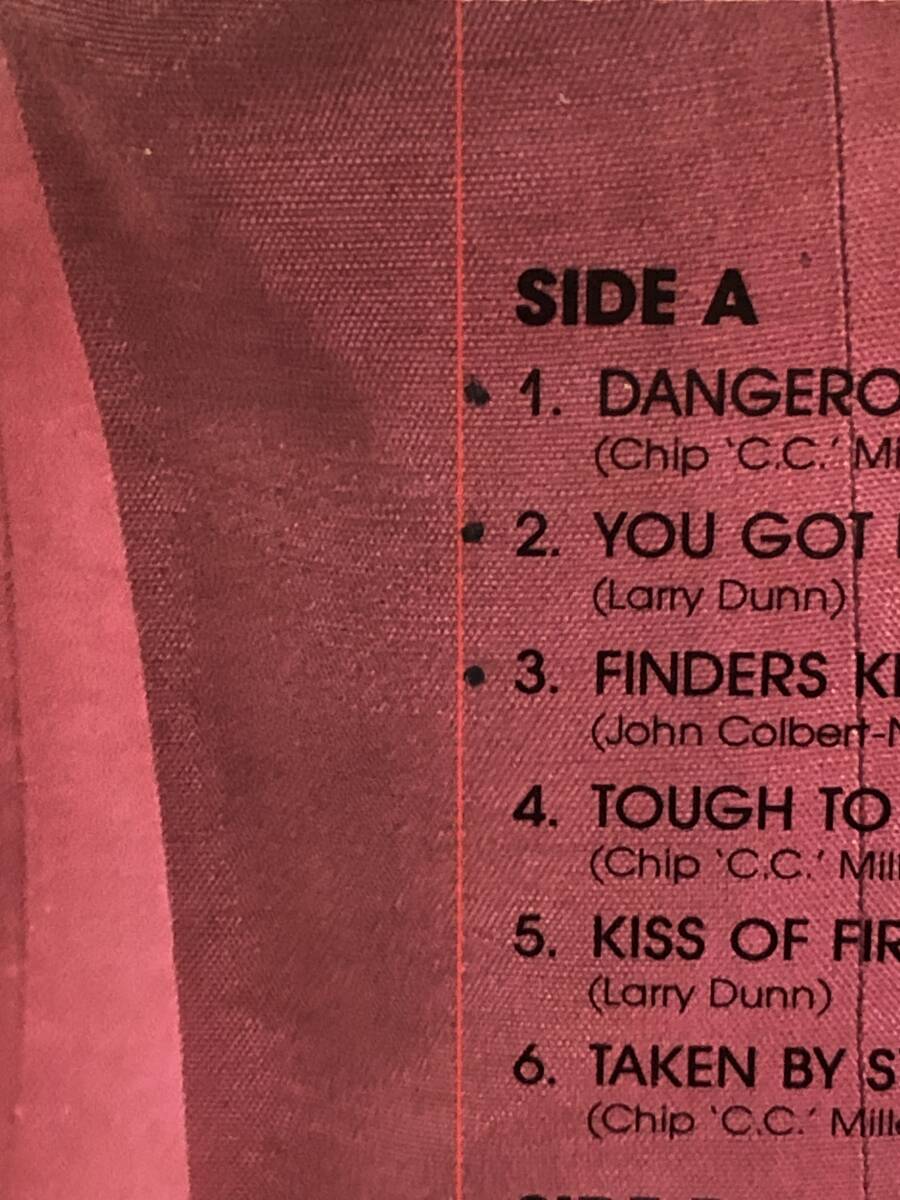 SIDE A
1. DANGERO
(Chip 'C.C.' Mi
2. YOU GOT
(Larry Dunn)
3. FINDERS K
(John Colbert-N
4. TOUGH TO
(Chip 'C.C.' Mill
5. KISS OF FIR
(Larry Dunn)
6. TAKEN BY S
(Chip 'C.C.' Mille